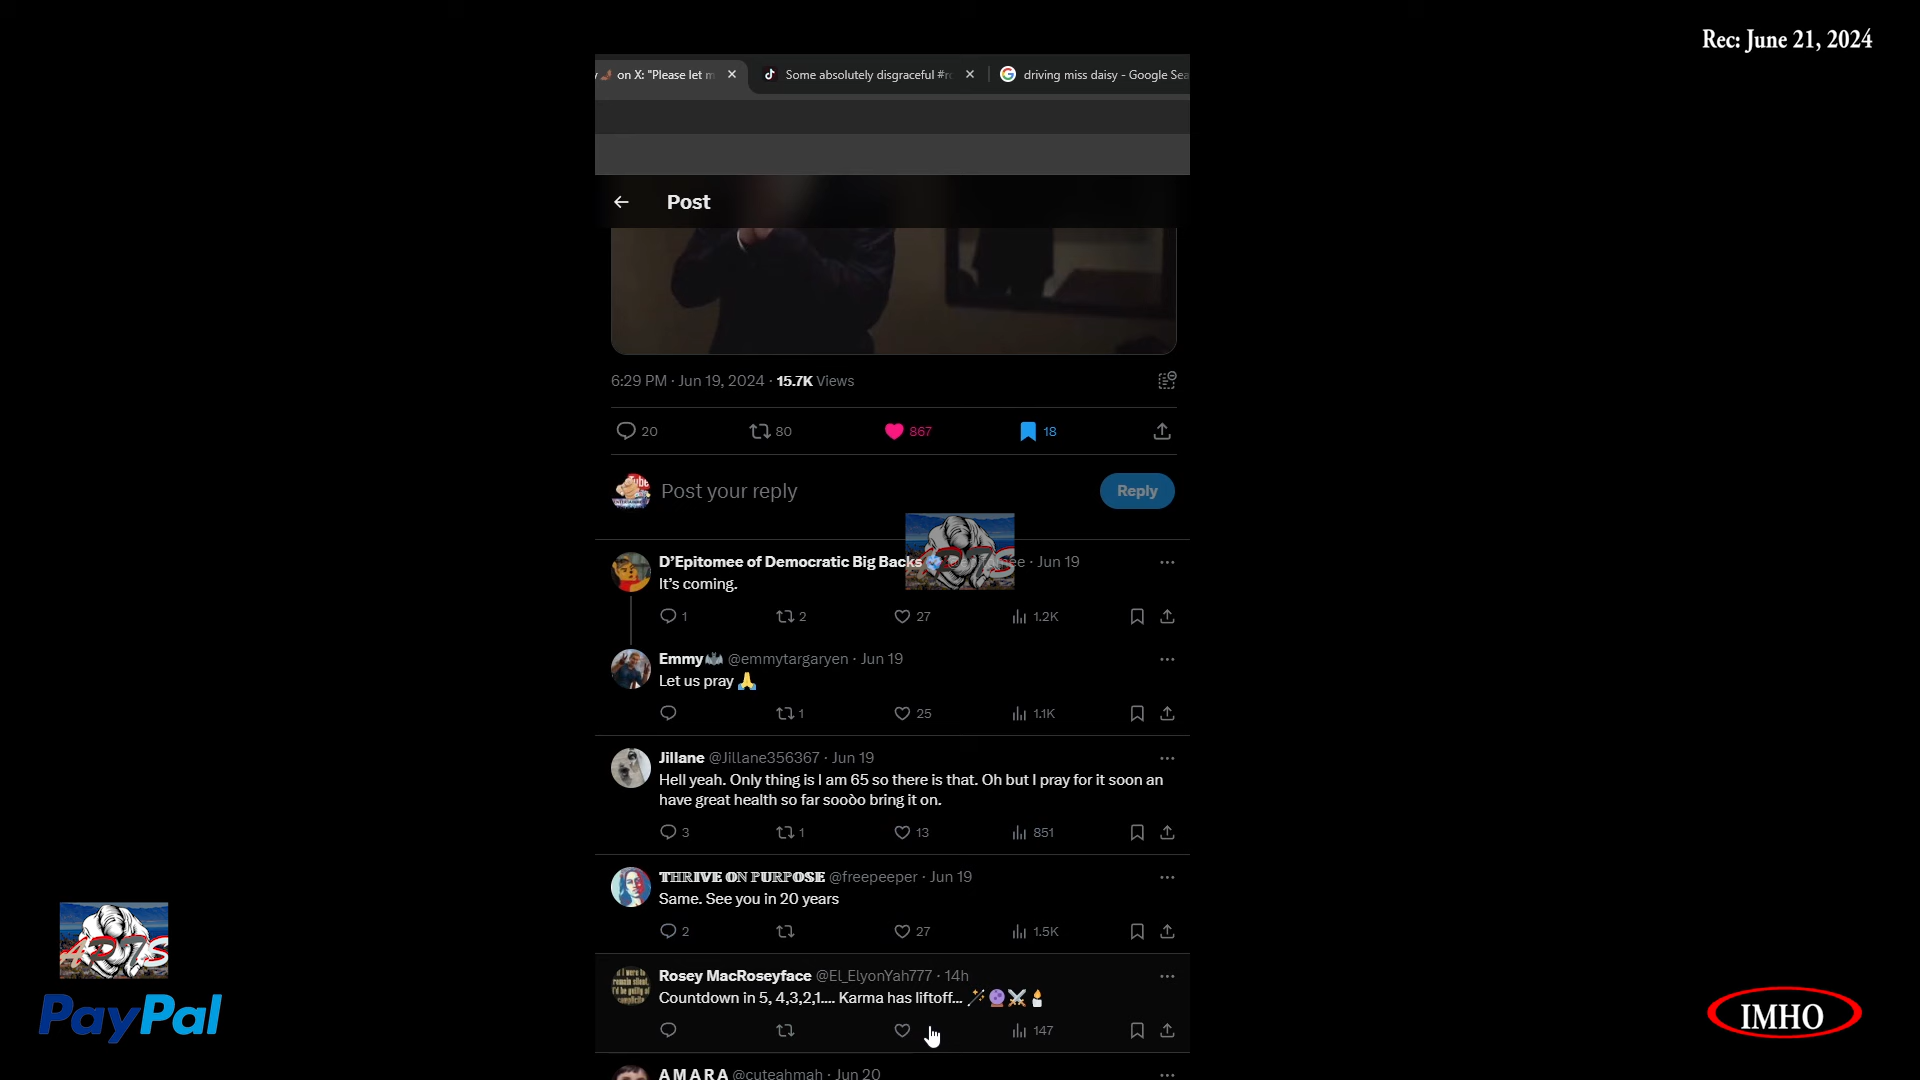 Rec: June 21, 2024
on X: "Please let m
Some absolutely disgraceful #ro
driving miss daisy - Google Sea
Post
6:29 PM · Jun 19, 2024 · 15.7K Views
20 80 867 18
Post your reply
Reply
D'Epitomee of Democratic Big Backs · Jun 19
It's coming.
1 2 27 1.2K
Emmy @emmytargaryen · Jun 19
Let us pray 🙏
1 25 1.1K
Jillane @Jillane356367 · Jun 19
Hell yeah. Only thing is I am 65 so there is that. Oh but I pray for it soon an
have great health so far sooòo bring it on.
3 1 13 851
THRIVE ON PURPOSE @freepeeper · Jun 19
Same. See you in 20 years
2 27 1.5K
Rosey MacRoseyface @El_ElyonYah777 · 14h
Countdown in 5, 4,3,2,1.... Karma has liftoff... 🪄🔮⚔️🕯️
147
A M A R A @cuteahmah · Jun 20
PayPal
IMHO